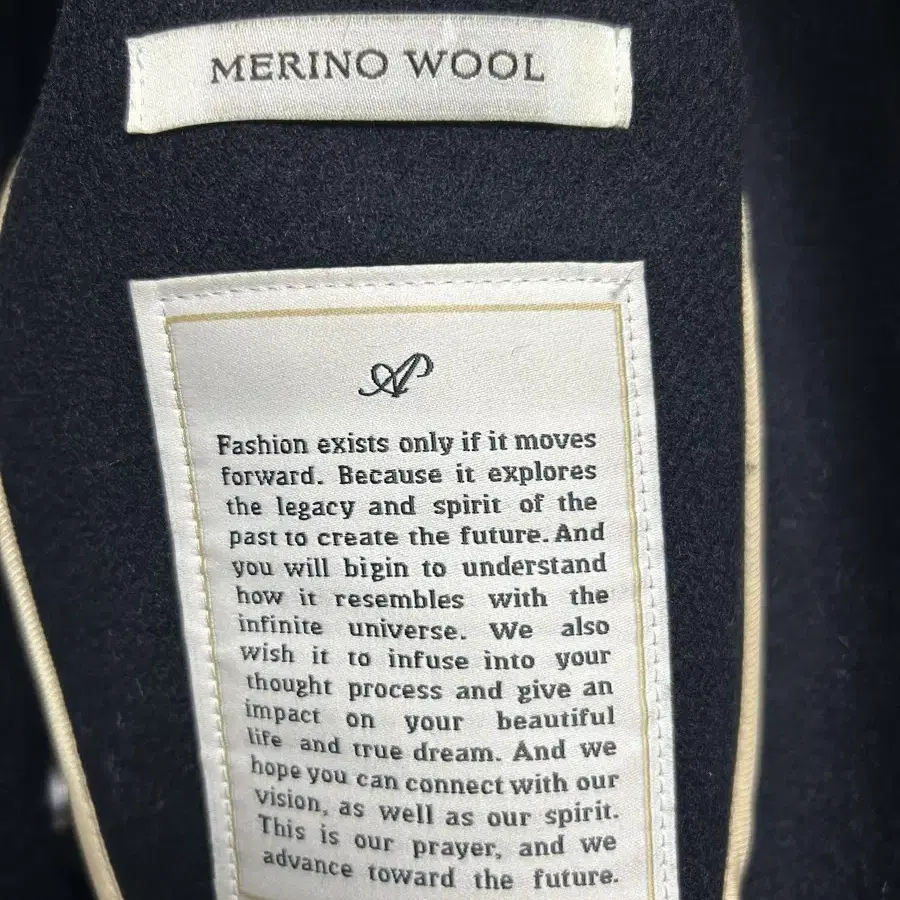 MERINO WOOL
AP
Fashion exists only if it moves
forward. Because it explores
the legacy and spirit of the
past to create the future. And
you will bigin to understand
how it resembles with the
infinite universe. We also
wish it to infuse into your
thought process and give an
impact on your beautiful
life and true dream. And we
hope you can connect with our
vision, as well as our spirit.
This is our prayer, and we
advance toward the future.